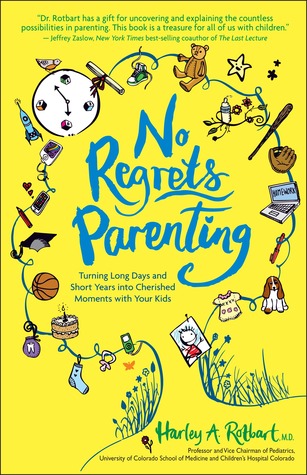 "Dr. Rotbart has a gift for uncovering and explaining the countless
possibilities in parenting. This book is a treasure for all of us with children."
— Jeffrey Zaslow, New York Times best-selling coauthor of The Last Lecture
No
Regrets
Parenting
HOMEWORK
Turning Long Days and
Short Years into Cherished
Moments with Your Kids
Harley A. Rotbart, M.D.
Professor and Vice Chairman of Pediatrics,
University of Colorado School of Medicine and Children's Hospital Colorado